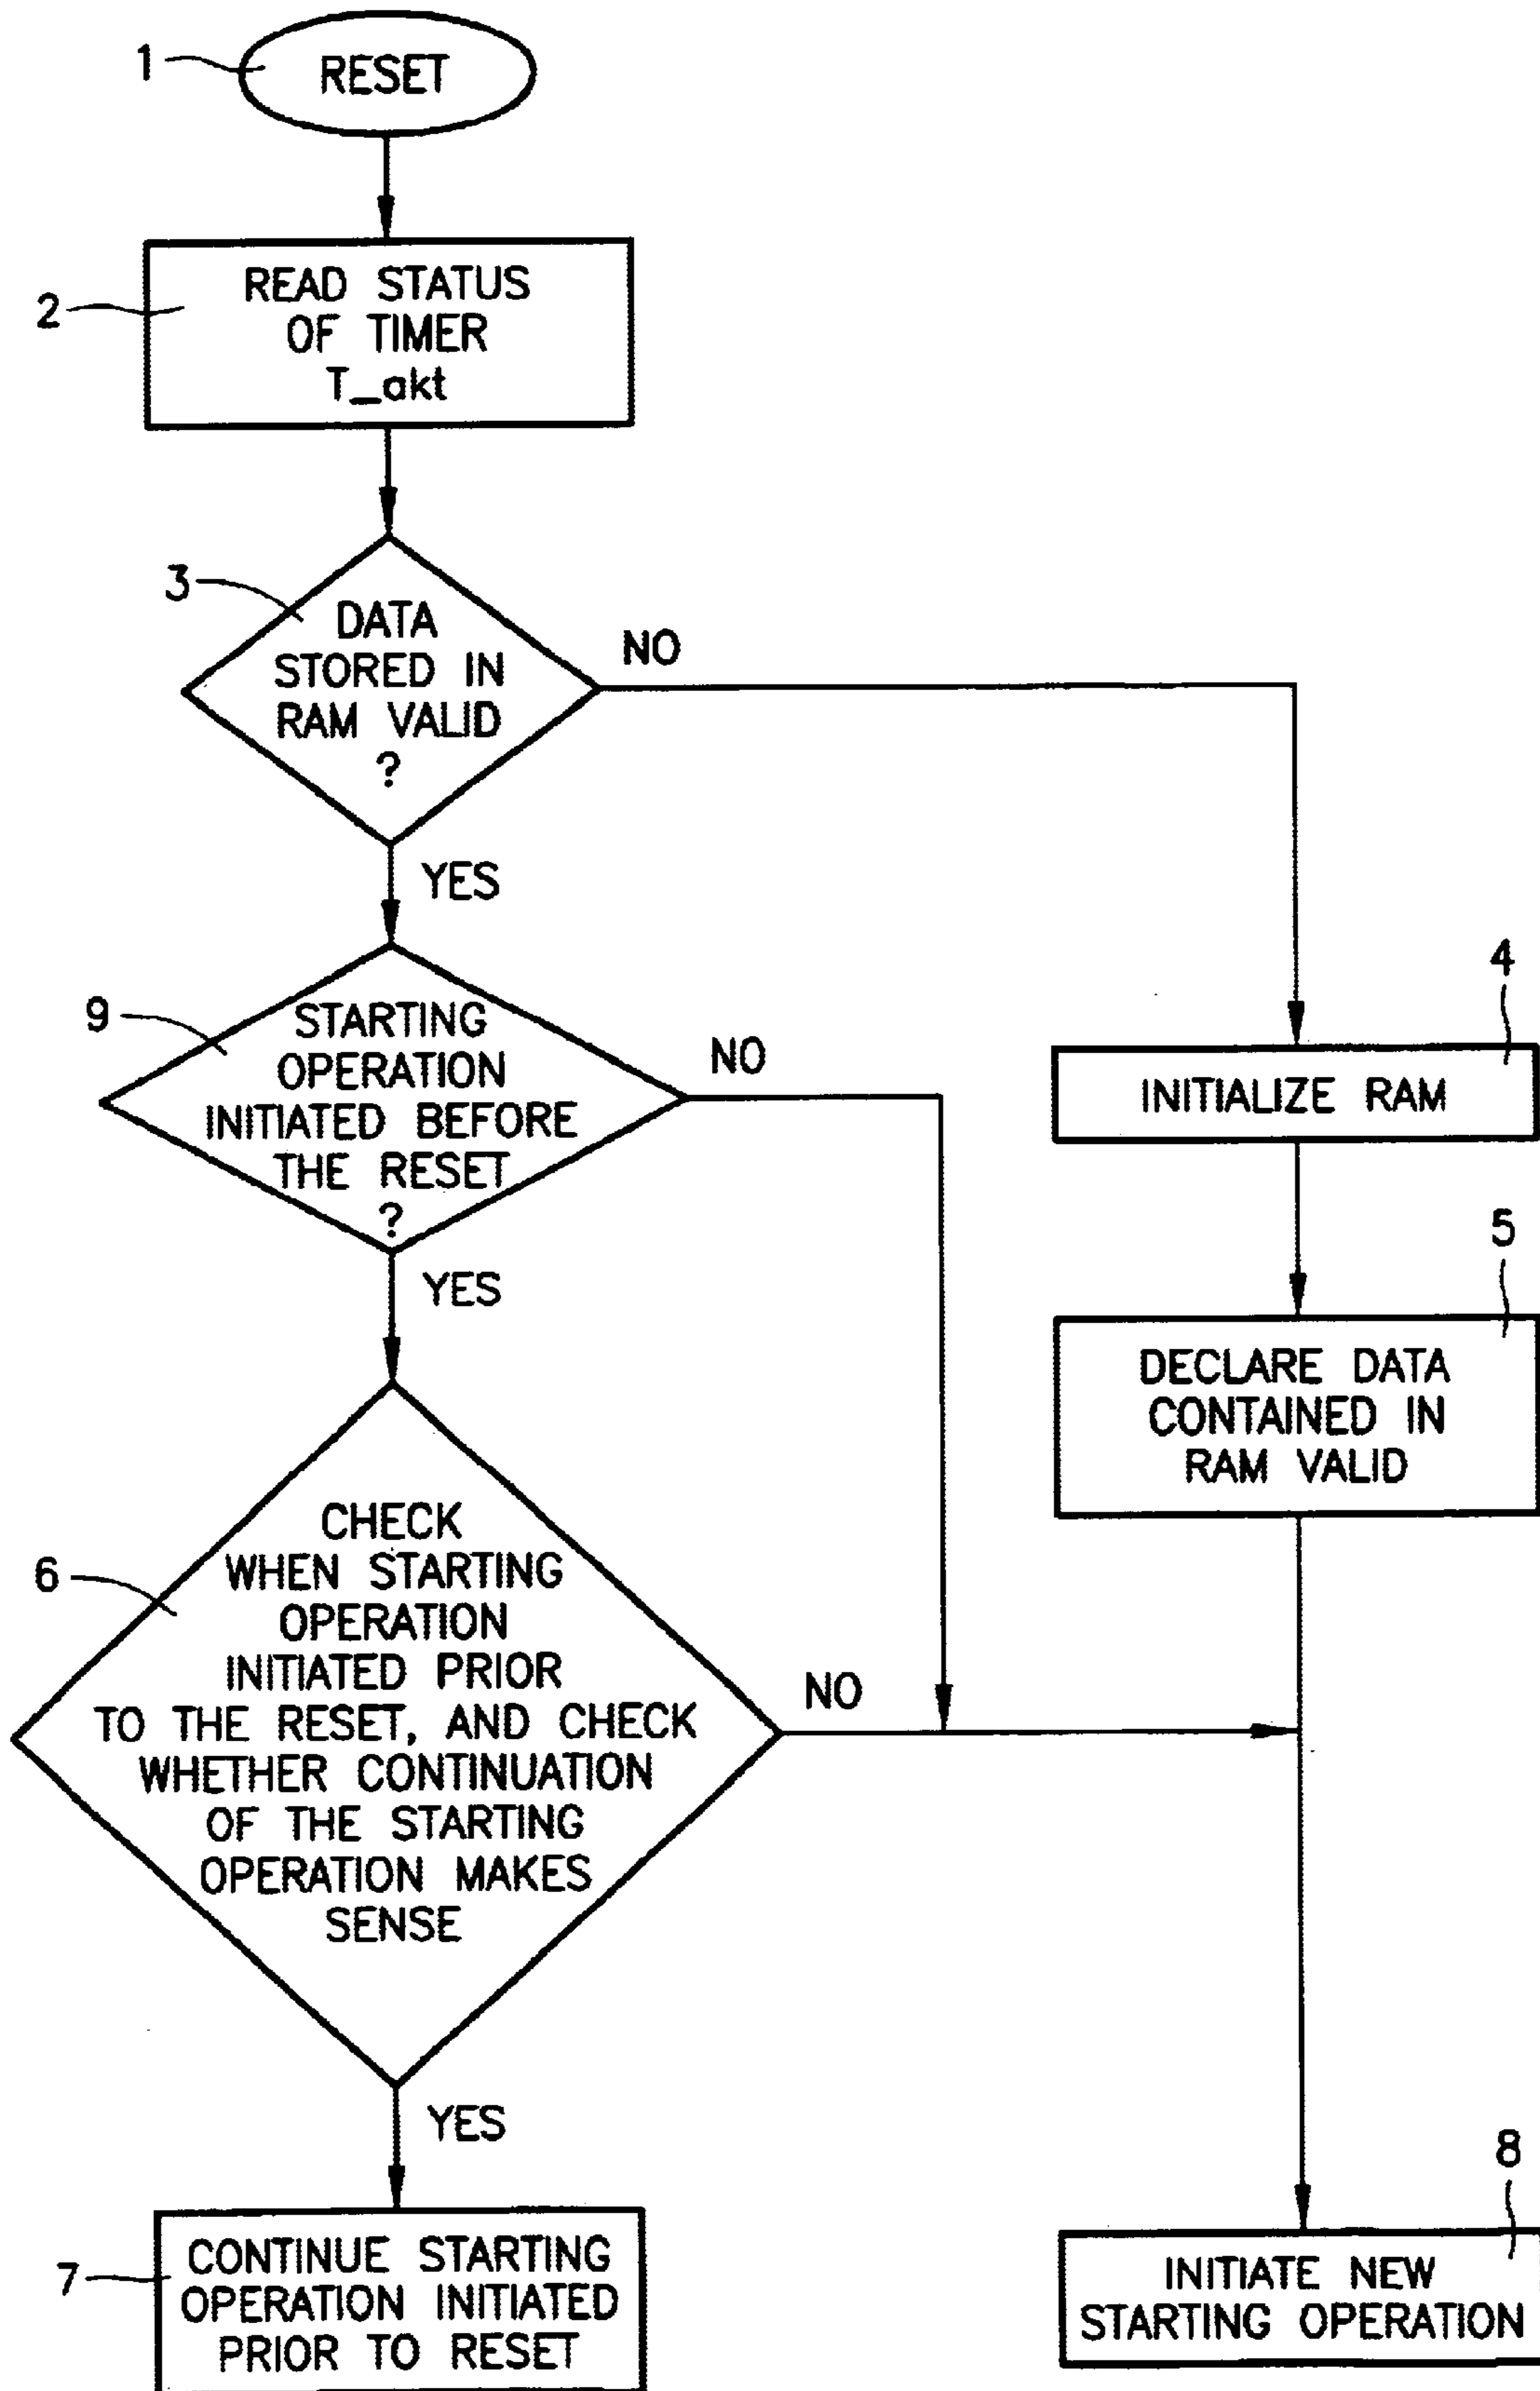 1
RESET
2
READ STATUS
OF TIMER
T_akt
3
DATA
STORED IN
RAM VALID
?
NO
YES
9
STARTING
OPERATION
INITIATED BEFORE
THE RESET
?
NO
YES
4
INITIALIZE RAM
5
DECLARE DATA
CONTAINED IN
RAM VALID
6
CHECK
WHEN STARTING
OPERATION
INITIATED PRIOR
TO THE RESET, AND CHECK
WHETHER CONTINUATION
OF THE STARTING
OPERATION MAKES
SENSE
NO
YES
7
CONTINUE STARTING
OPERATION INITIATED
PRIOR TO RESET
8
INITIATE NEW
STARTING OPERATION